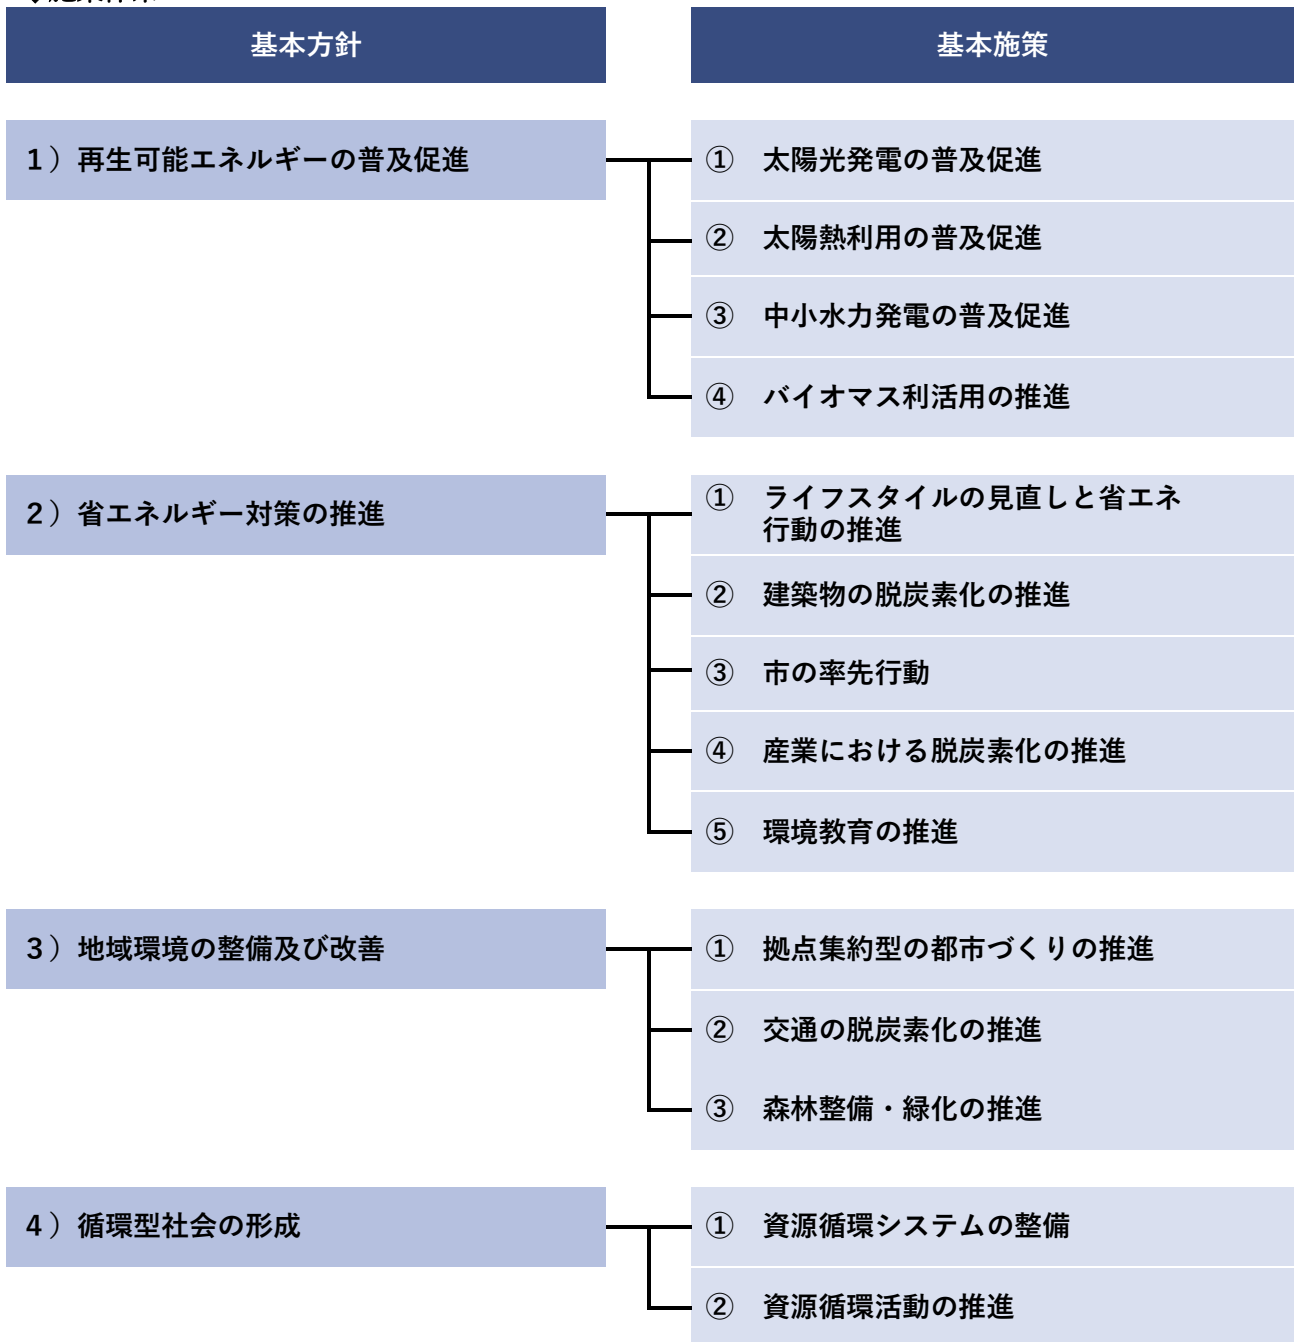 基本方針
基本施策
１）再生可能エネルギーの普及促進
① 太陽光発電の普及促進
② 太陽熱利用の普及促進
③ 中小水力発電の普及促進
④ バイオマス利活用の推進
２）省エネルギー対策の推進
① ライフスタイルの見直しと省エネ
行動の推進
② 建築物の脱炭素化の推進
③ 市の率先行動
④ 産業における脱炭素化の推進
⑤ 環境教育の推進
３）地域環境の整備及び改善
① 拠点集約型の都市づくりの推進
② 交通の脱炭素化の推進
③ 森林整備・緑化の推進
４）循環型社会の形成
① 資源循環システムの整備
② 資源循環活動の推進